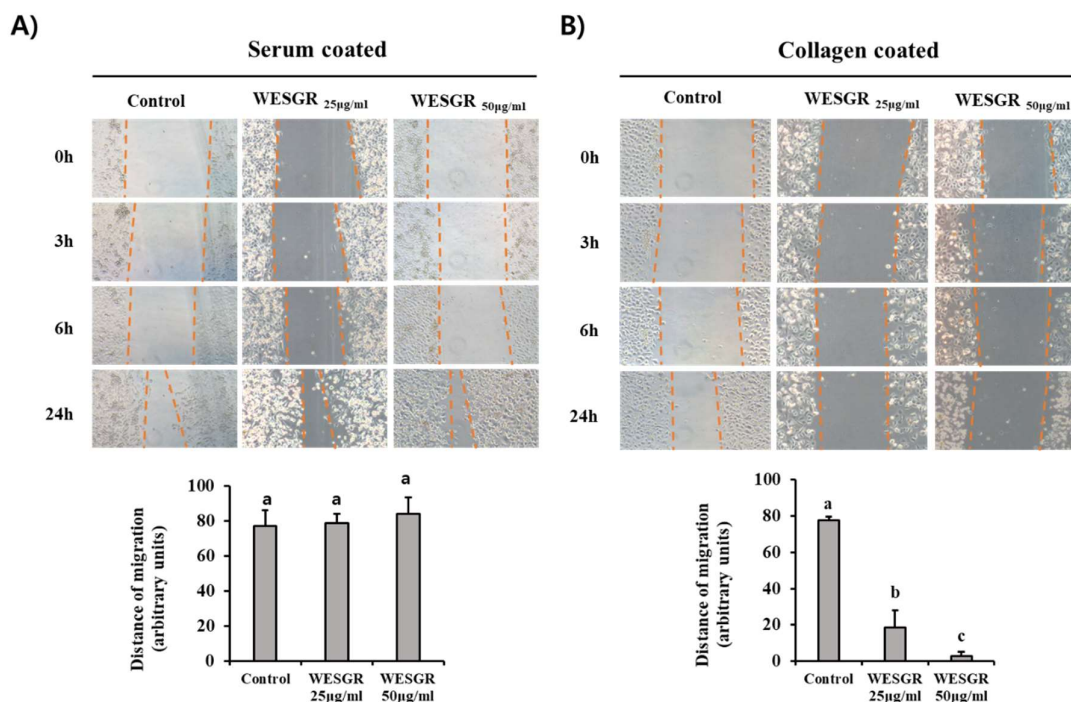 A)
Serum coated
Control WESGR 25μg/ml WESGR 50μg/ml
0h
3h
6h
24h
Distance of migration
(arbitrary units)
100
80
60
40
20
0
a a a
Control WESGR WESGR
25μg/ml 50μg/ml
B)
Collagen coated
Control WESGR 25μg/ml WESGR 50μg/ml
0h
3h
6h
24h
Distance of migration
(arbitrary units)
100
80
60
40
20
0
a
b
c
Control WESGR WESGR
25μg/ml 50μg/ml